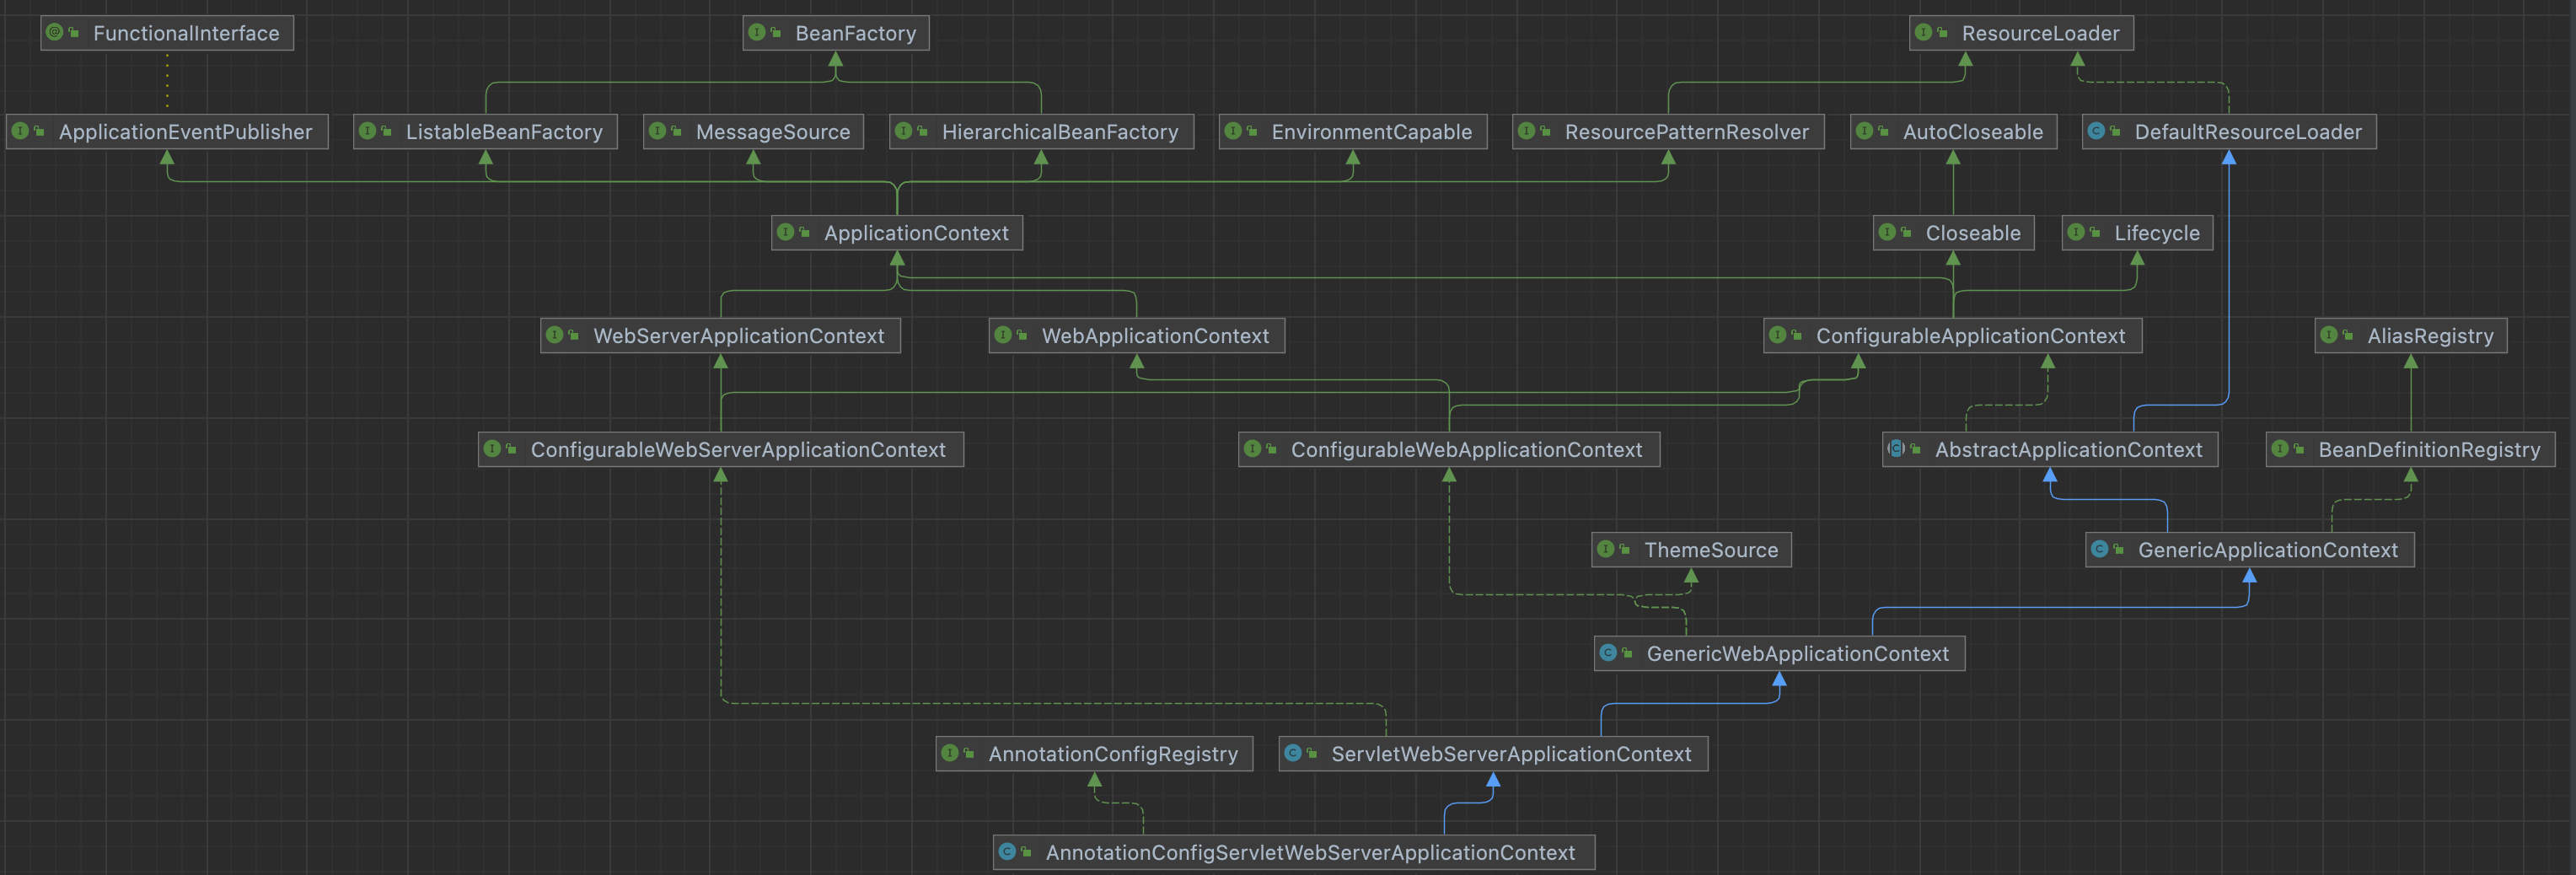 FunctionalInterface
BeanFactory
ResourceLoader
ApplicationEventPublisher
ListableBeanFactory
MessageSource
HierarchicalBeanFactory
EnvironmentCapable
ResourcePatternResolver
AutoCloseable
DefaultResourceLoader
ApplicationContext
Closeable
Lifecycle
WebServerApplicationContext
WebApplicationContext
ConfigurableApplicationContext
AliasRegistry
ConfigurableWebServerApplicationContext
ConfigurableWebApplicationContext
AbstractApplicationContext
BeanDefinitionRegistry
ThemeSource
GenericApplicationContext
GenericWebApplicationContext
AnnotationConfigRegistry
ServletWebServerApplicationContext
AnnotationConfigServletWebServerApplicationContext